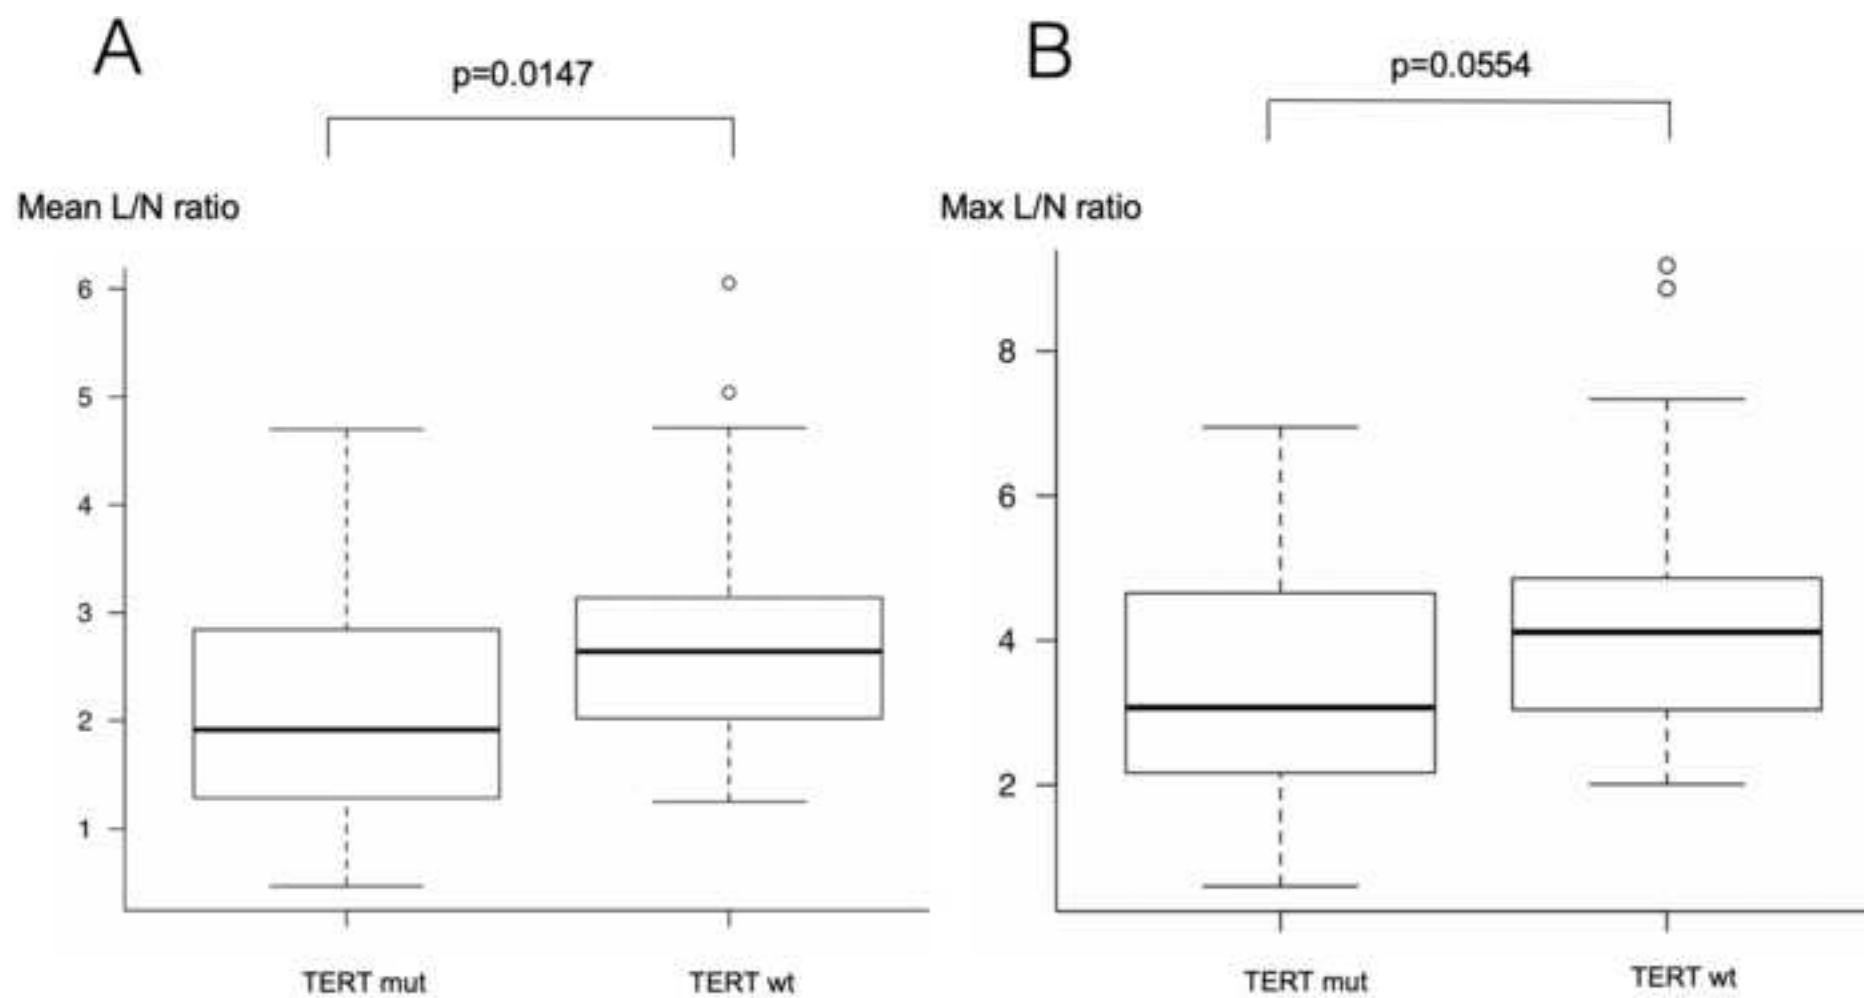 A
p=0.0147
Mean L/N ratio
6
5
4
3
2
1
TERT mut
TERT wt
B
p=0.0554
Max L/N ratio
8
6
4
2
TERT mut
TERT wt